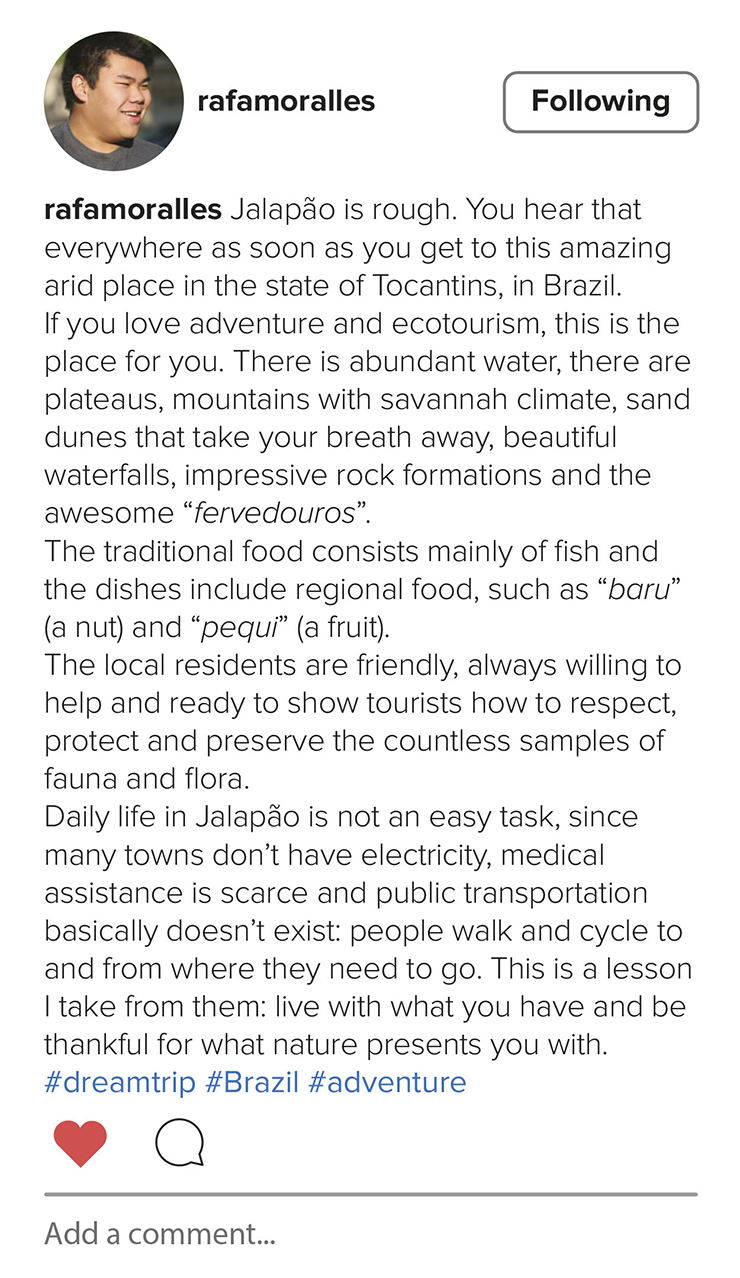 rafamoralles
Following
rafamoralles Jalapão is rough. You hear that
everywhere as soon as you get to this amazing
arid place in the state of Tocantins, in Brazil.
If you love adventure and ecotourism, this is the
place for you. There is abundant water, there are
plateaus, mountains with savannah climate, sand
dunes that take your breath away, beautiful
waterfalls, impressive rock formations and the
awesome “fervedouros”.
The traditional food consists mainly of fish and
the dishes include regional food, such as “baru”
(a nut) and “pequi” (a fruit).
The local residents are friendly, always willing to
help and ready to show tourists how to respect,
protect and preserve the countless samples of
fauna and flora.
Daily life in Jalapão is not an easy task, since
many towns don’t have electricity, medical
assistance is scarce and public transportation
basically doesn’t exist: people walk and cycle to
and from where they need to go. This is a lesson
I take from them: live with what you have and be
thankful for what nature presents you with.
#dreamtrip #Brazil #adventure
Add a comment...